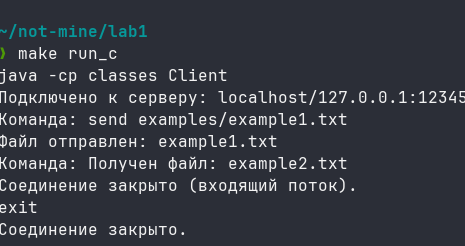 ~/not-mine/lab1
❯ make run_c
java -cp classes Client
Подключено к серверу: localhost/127.0.0.1:12345
Команда: send examples/example1.txt
Файл отправлен: example1.txt
Команда: Получен файл: example2.txt
Соединение закрыто (входящий поток).
exit
Соединение закрыто.